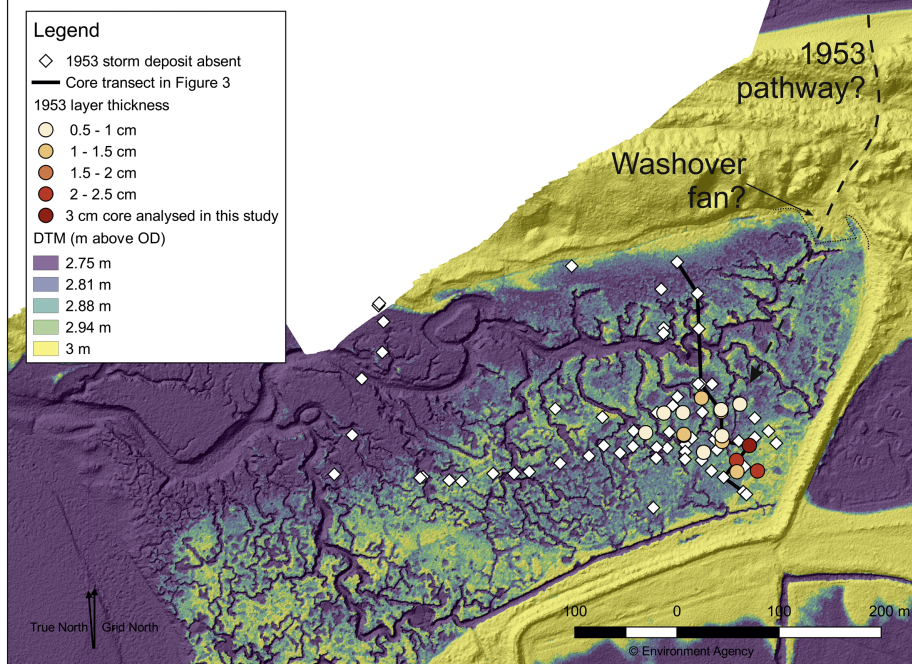 Legend
1953 storm deposit absent
Core transect in Figure 3
1953 layer thickness
0.5 - 1 cm
1 - 1.5 cm
1.5 - 2 cm
2 - 2.5 cm
3 cm core analysed in this study
DTM (m above OD)
2.75 m
2.81 m
2.88 m
2.94 m
3 m
1953
pathway?
Washover
fan?
True North
Grid North
100
0
100
200 m
© Environment Agency